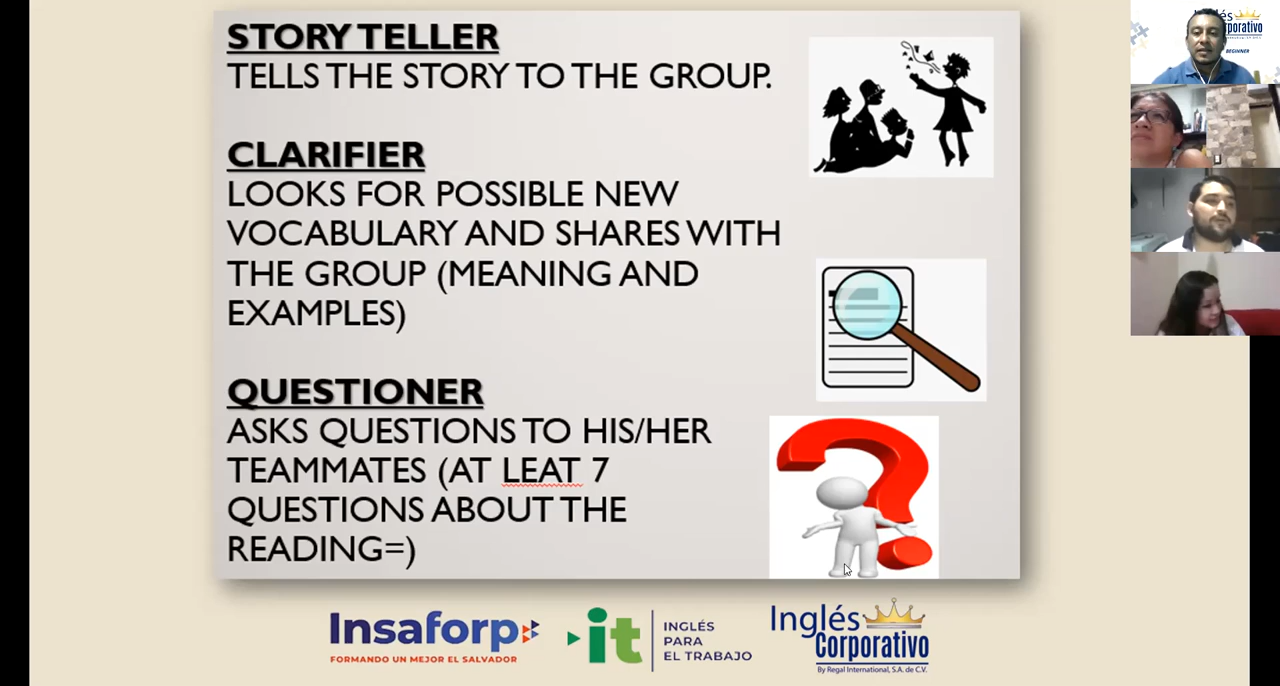 STORY TELLER
TELLS THE STORY TO THE GROUP.
CLARIFIER
LOOKS FOR POSSIBLE NEW
VOCABULARY AND SHARES WITH
THE GROUP (MEANING AND
EXAMPLES)
QUESTIONER
ASKS QUESTIONS TO HIS/HER
TEAMMATES (AT LEAT 7
QUESTIONS ABOUT THE
READING=)
Insaforp
FORMANDO UN MEJOR EL SALVADOR
it
INGLÉS
PARA
EL TRABAJO
Inglés
Corporativo
By Regal International, S.A. de C.V.
BEGINNER